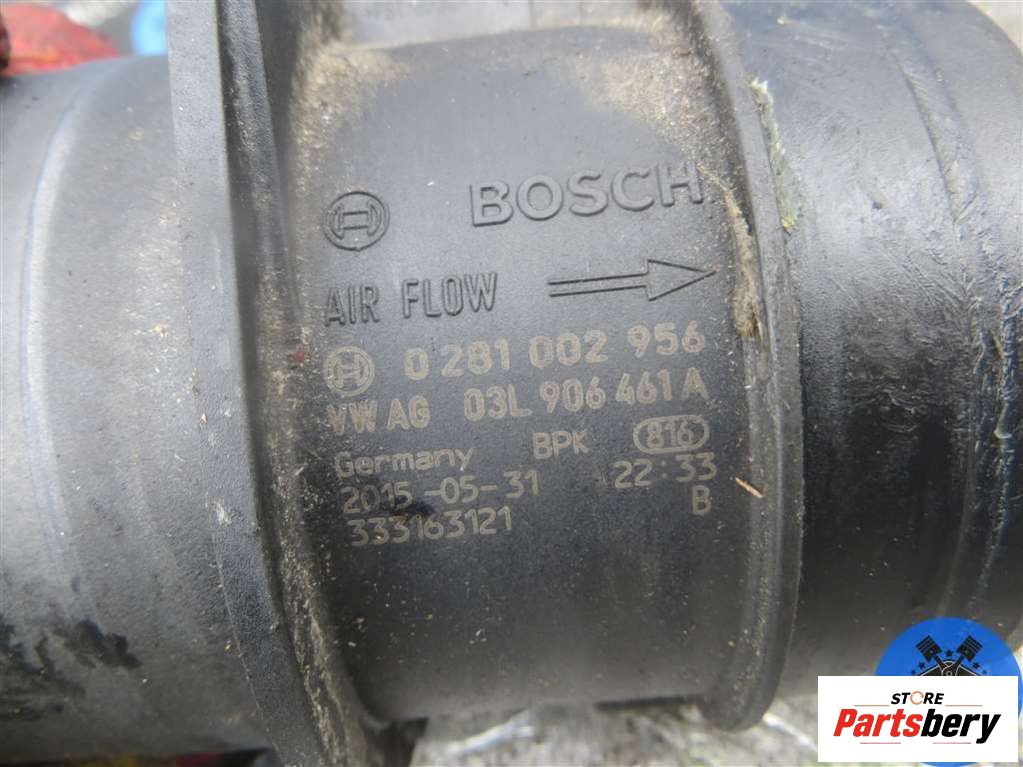 BOSCH
AIR FLOW
0 281 002 956
VW AG 03L 906 461 A
Germany BPK 816
2015-05-31 22:33
333163121 B
STORE
Partsbery